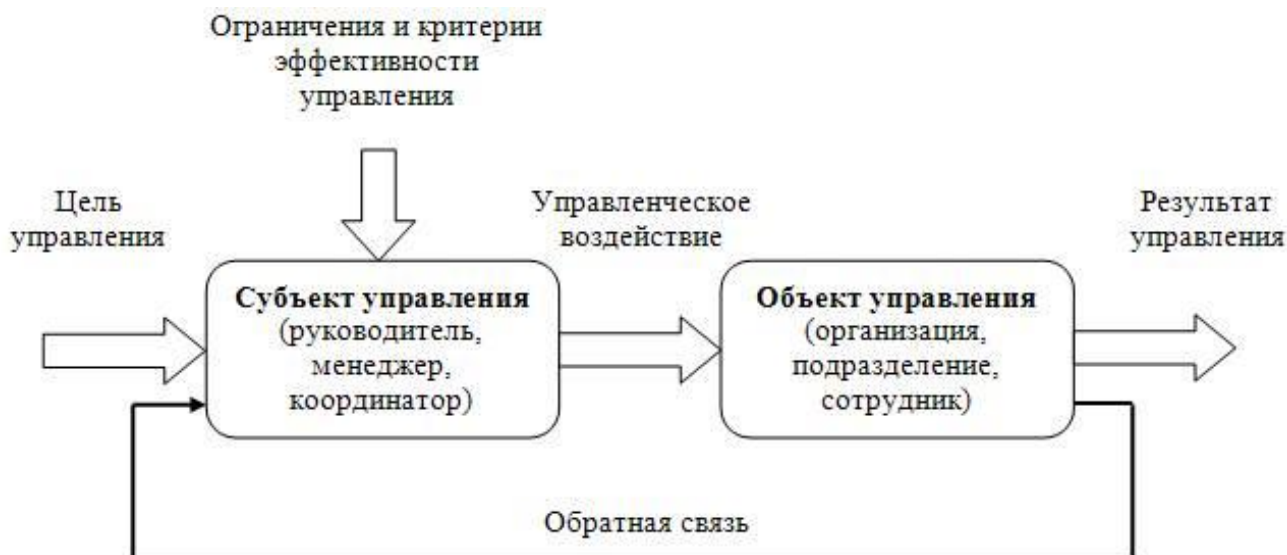 Ограничения и критерии
эффективности
управления
Цель
управления
Управленческое
воздействие
Результат
управления
Субъект управления
(руководитель,
менеджер,
координатор)
Объект управления
(организация,
подразделение,
сотрудник)
Обратная связь